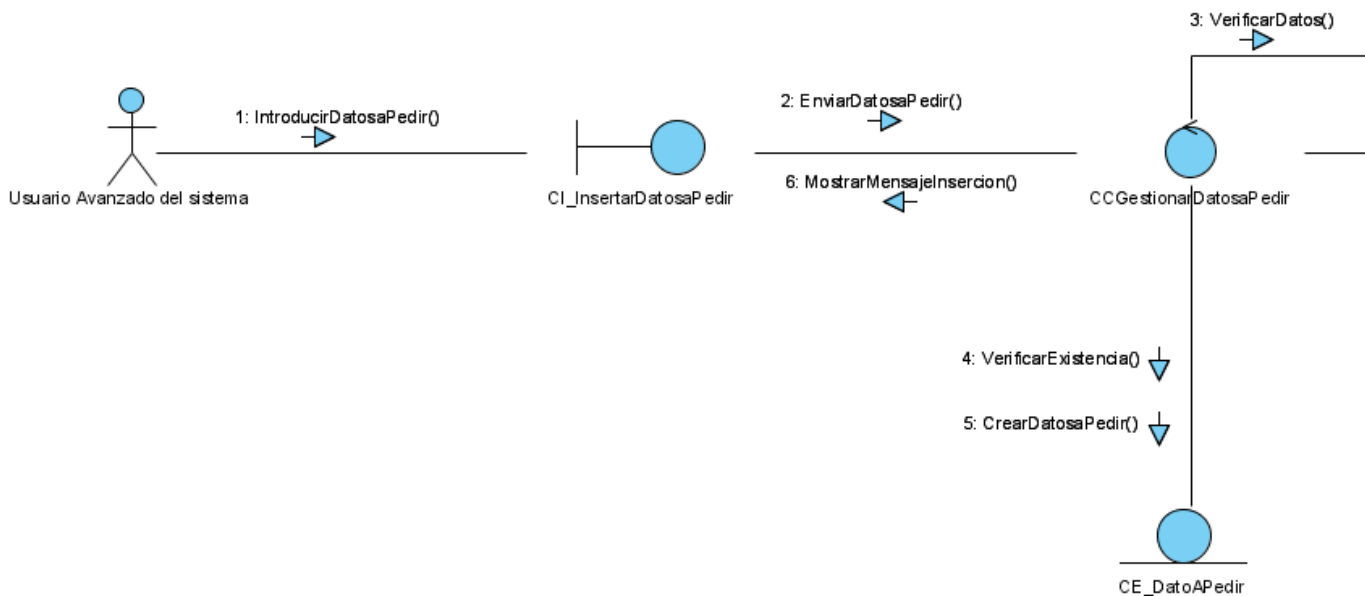 3: VerificarDatos()
1: IntroducirDatosaPedir()
2: EnviarDatosaPedir()
6: MostrarMensajeInsercion()
Usuario Avanzado del sistema
CI_InsertarDatosaPedir
CCGestionarDatosaPedir
4: VerificarExistencia()
5: CrearDatosaPedir()
CE_DatoAPedir